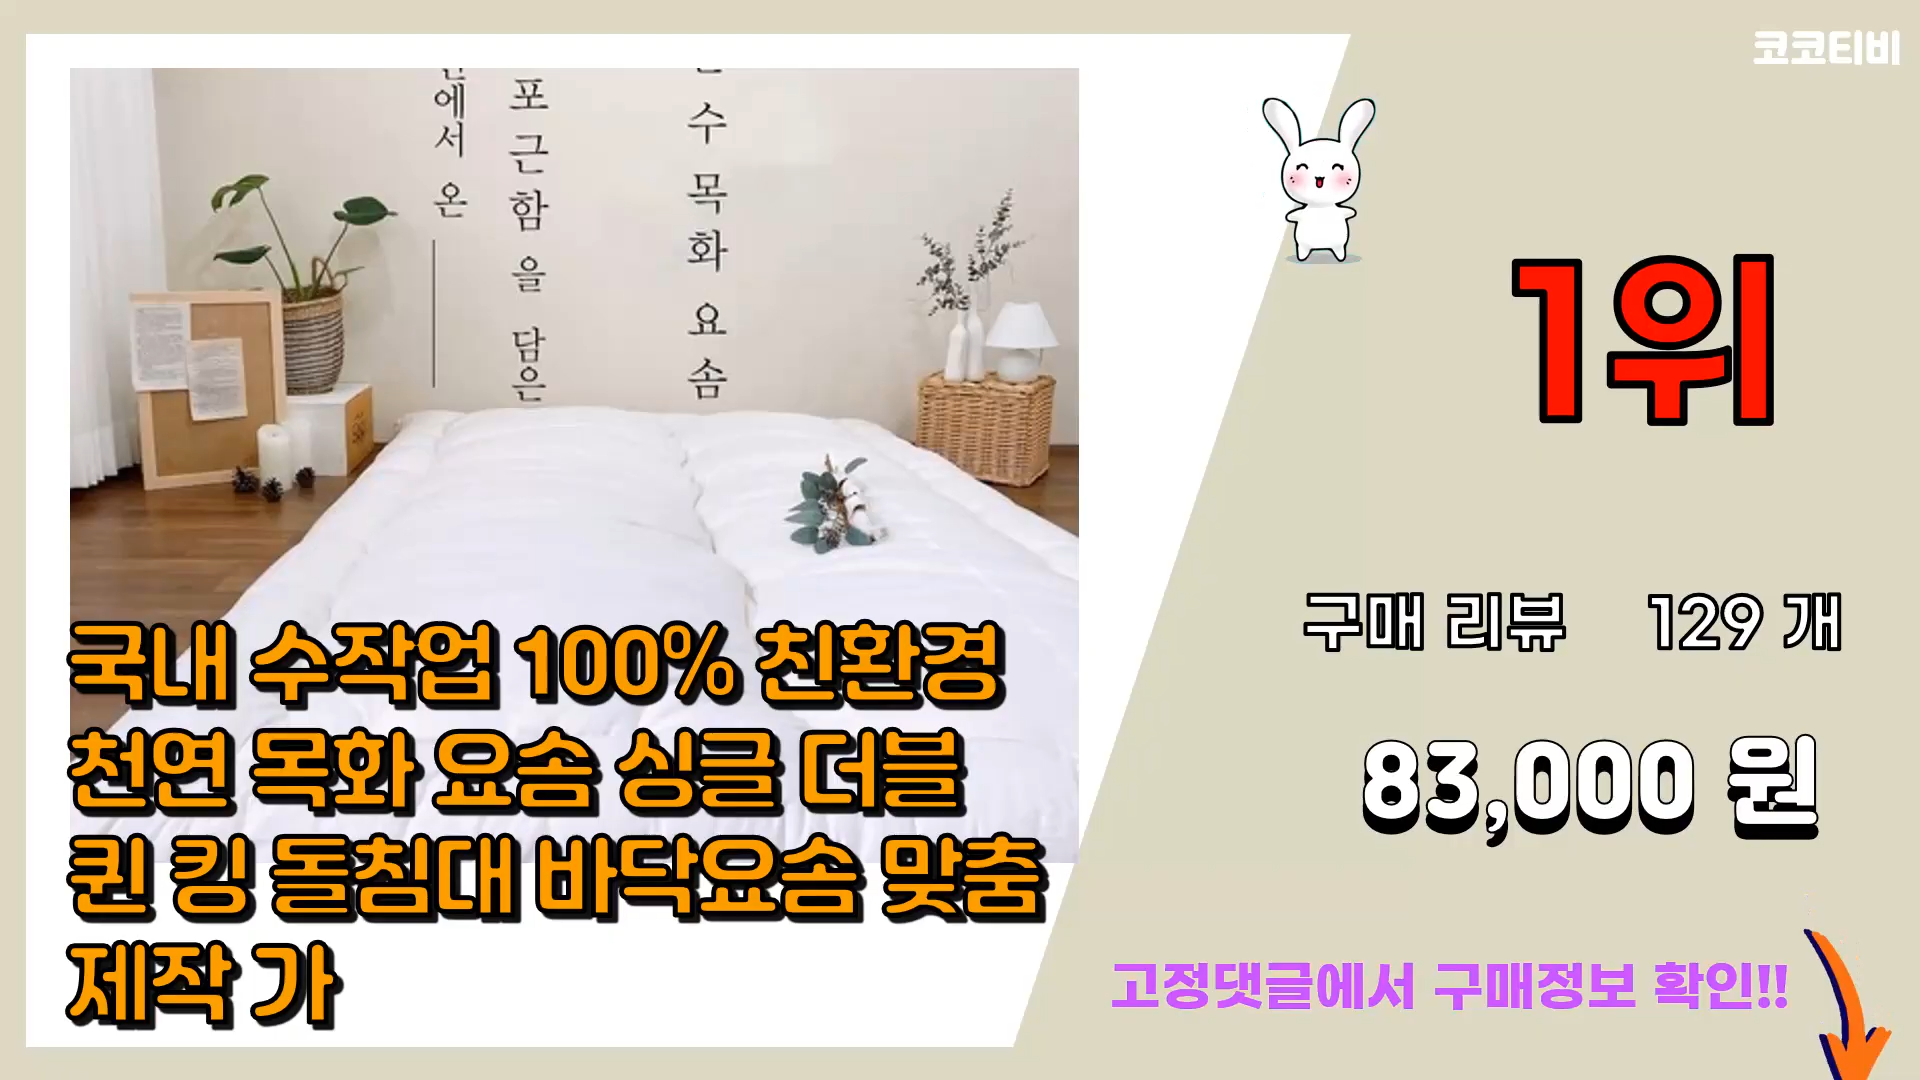 코코티비
에서 온
포근함을 담은
수목화요솜
1위
구매 리뷰 129 개
83,000 원
국내 수작업 100% 친환경
천연 목화 요솜 싱글 더블
퀸 킹 돌침대 바닥요솜 맞춤
제작 가
고정댓글에서 구매정보 확인!!